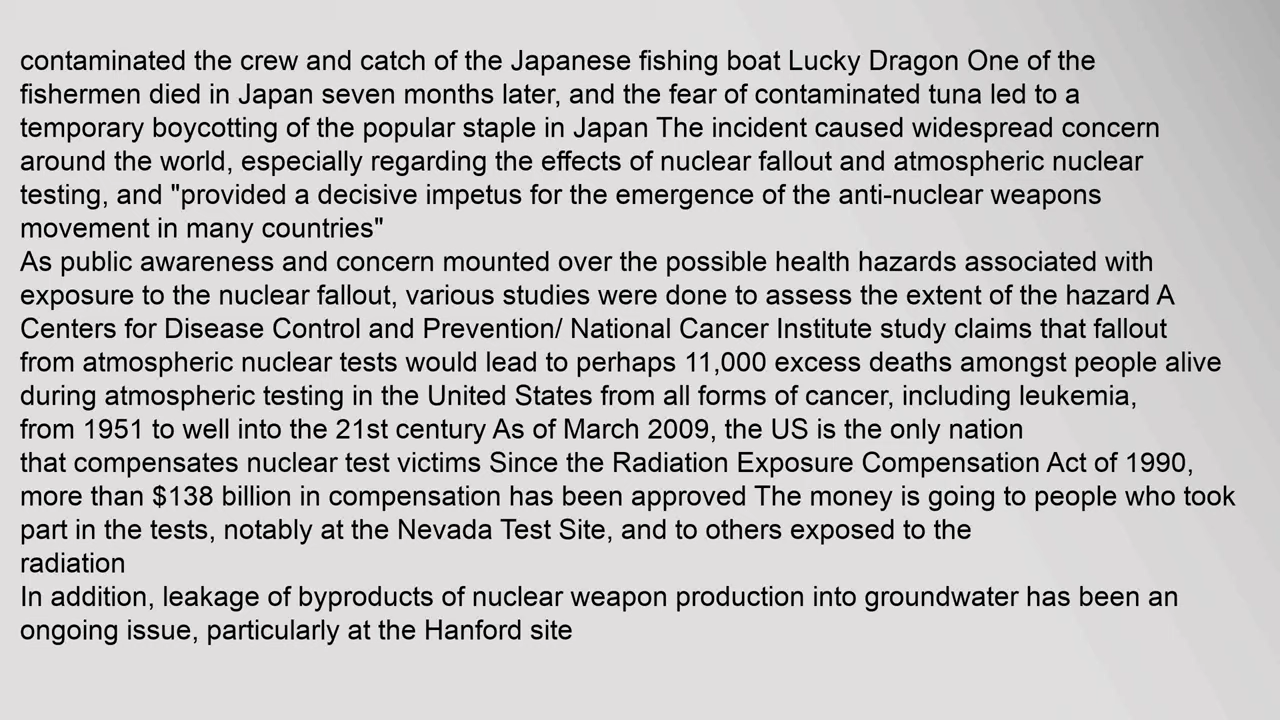 contaminated the crew and catch of the Japanese fishing boat Lucky Dragon One of the
fishermen died in Japan seven months later, and the fear of contaminated tuna led to a
temporary boycotting of the popular staple in Japan The incident caused widespread concern
around the world, especially regarding the effects of nuclear fallout and atmospheric nuclear
testing, and "provided a decisive impetus for the emergence of the anti-nuclear weapons
movement in many countries"
As public awareness and concern mounted over the possible health hazards associated with
exposure to the nuclear fallout, various studies were done to assess the extent of the hazard A
Centers for Disease Control and Prevention/ National Cancer Institute study claims that fallout
from atmospheric nuclear tests would lead to perhaps 11,000 excess deaths amongst people alive
during atmospheric testing in the United States from all forms of cancer, including leukemia,
from 1951 to well into the 21st century As of March 2009, the US is the only nation
that compensates nuclear test victims Since the Radiation Exposure Compensation Act of 1990,
more than $138 billion in compensation has been approved The money is going to people who took
part in the tests, notably at the Nevada Test Site, and to others exposed to the
radiation
In addition, leakage of byproducts of nuclear weapon production into groundwater has been an
ongoing issue, particularly at the Hanford site